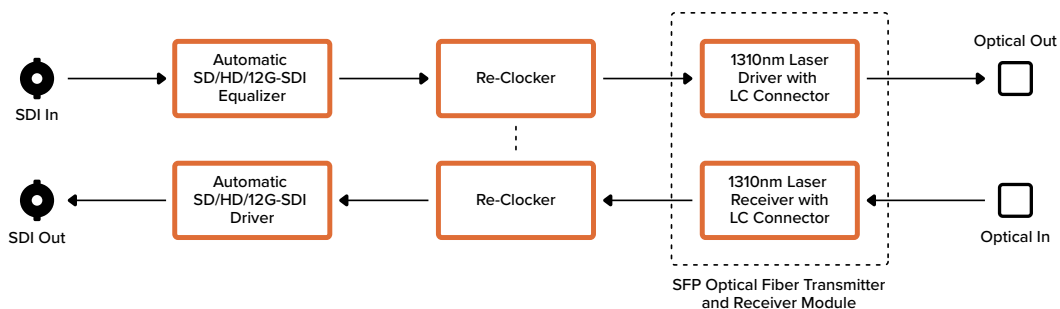 SDI In
Automatic
SD/HD/12G-SDI
Equalizer
Re-Clocker
1310nm Laser
Driver with
LC Connector
Optical Out
SDI Out
Automatic
SD/HD/12G-SDI
Driver
Re-Clocker
1310nm Laser
Receiver with
LC Connector
Optical In
SFP Optical Fiber Transmitter
and Receiver Module